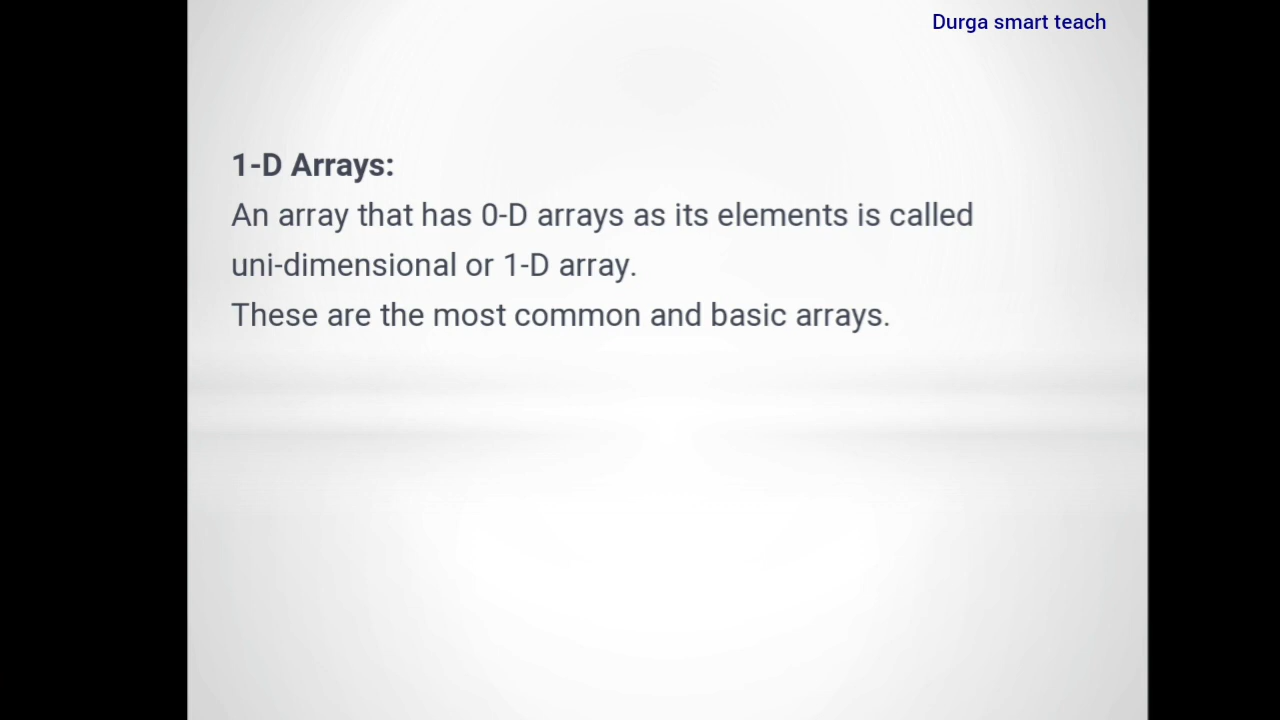 Durga smart teach
1-D Arrays:
An array that has 0-D arrays as its elements is called
uni-dimensional or 1-D array.
These are the most common and basic arrays.